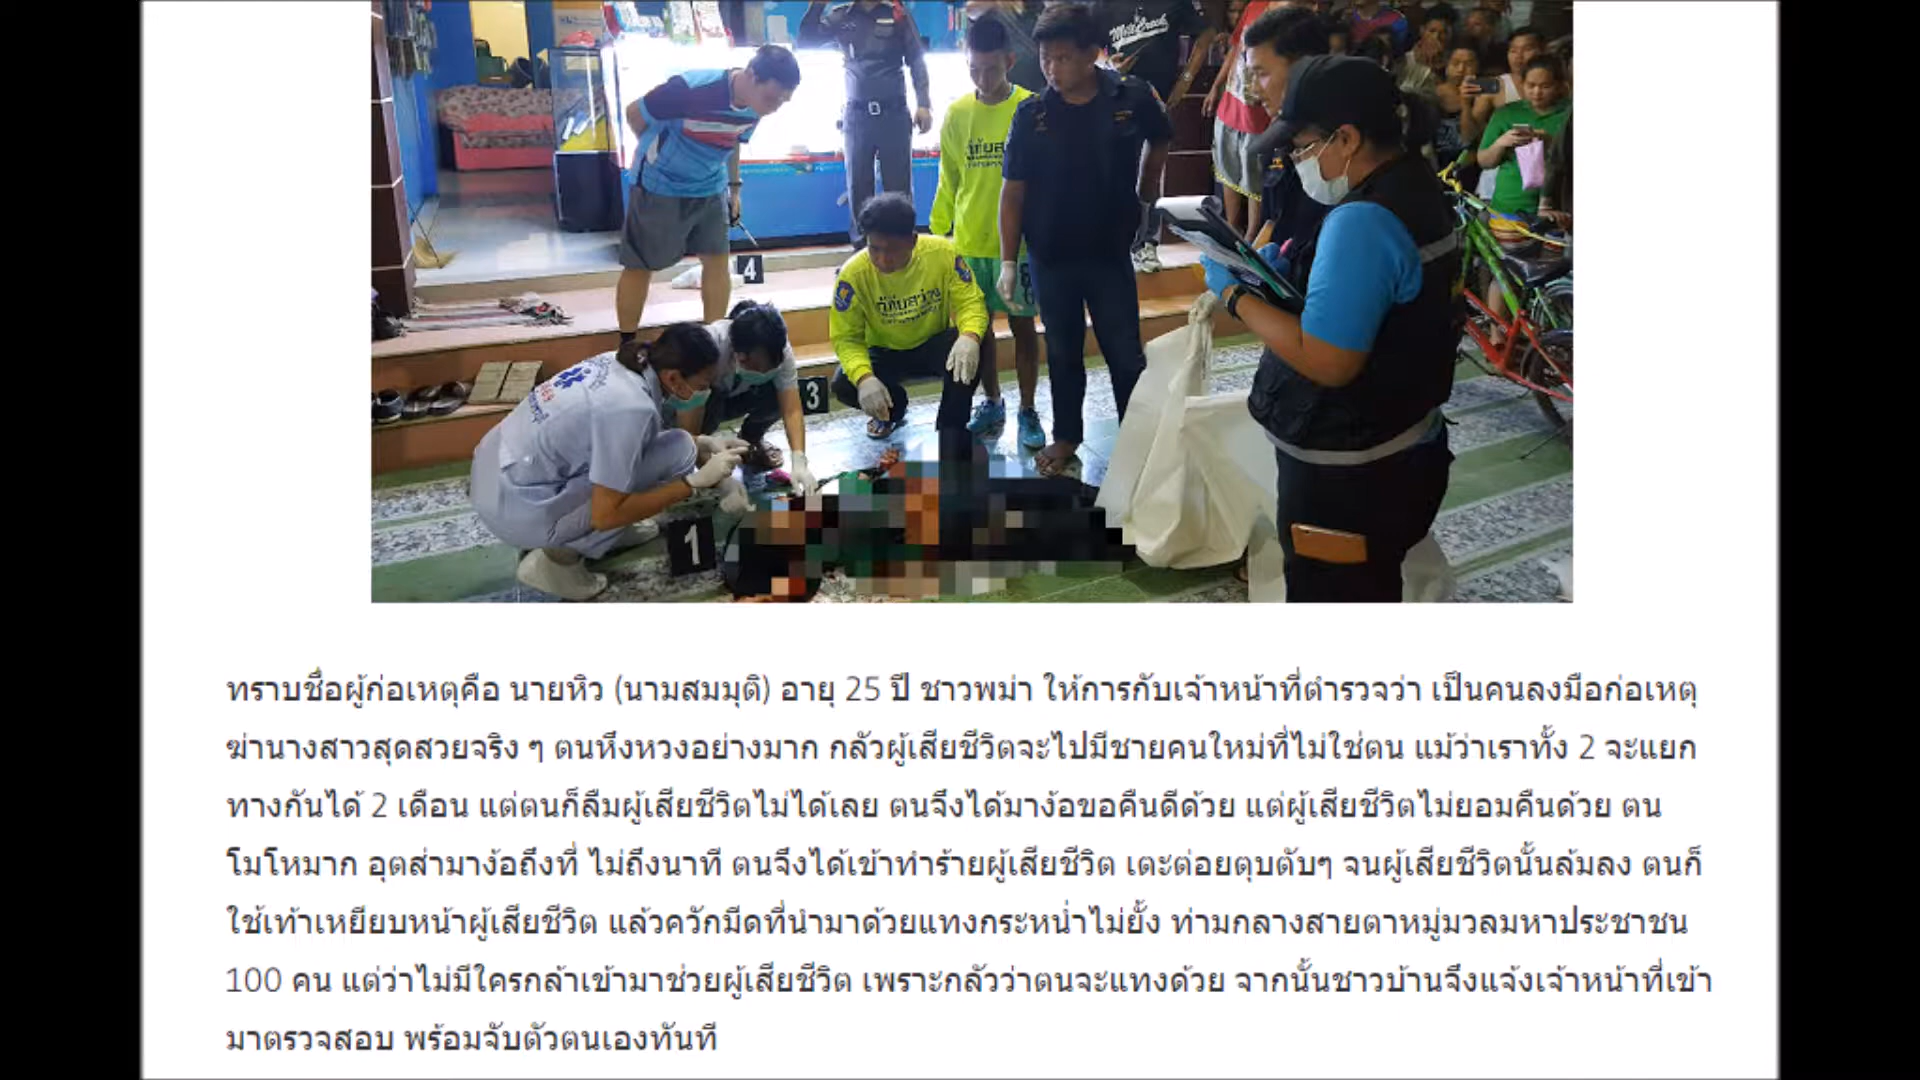 4
3
1
ทราบชื่อผู้ก่อเหตุคือ นายหิว (นามสมมุติ) อายุ 25 ปี ชาวพม่า ให้การกับเจ้าหน้าที่ตำรวจว่า เป็นคนลงมือก่อเหตุ
ฆ่านางสาวสุดสวยจริง ๆ ตนหึงหวงอย่างมาก กลัวผู้เสียชีวิตจะไปมีชายคนใหม่ที่ไม่ใช่ตน แม้ว่าเราทั้ง 2 จะแยก
ทางกันได้ 2 เดือน แต่ตนก็ลืมผู้เสียชีวิตไม่ได้เลย ตนจึงได้มาง้อขอคืนดีด้วย แต่ผู้เสียชีวิตไม่ยอมคืนด้วย ตน
โมโหมาก อุตส่ามาง้อถึงที่ ไม่ถึงนาที ตนจึงได้เข้าทำร้ายผู้เสียชีวิต เตะต่อยตุบตับๆ จนผู้เสียชีวิตนั้นล้มลง ตนก็
ใช้เท้าเหยียบหน้าผู้เสียชีวิต แล้วควักมีดที่นำมาด้วยแทงกระหน่ำไม่ยั้ง ท่ามกลางสายตาหมู่มวลมหาประชาชน
100 คน แต่ว่าไม่มีใครกล้าเข้ามาช่วยผู้เสียชีวิต เพราะกลัวว่าตนจะแทงด้วย จากนั้นชาวบ้านจึงแจ้งเจ้าหน้าที่เข้า
มาตรวจสอบ พร้อมจับตัวตนเองทันที